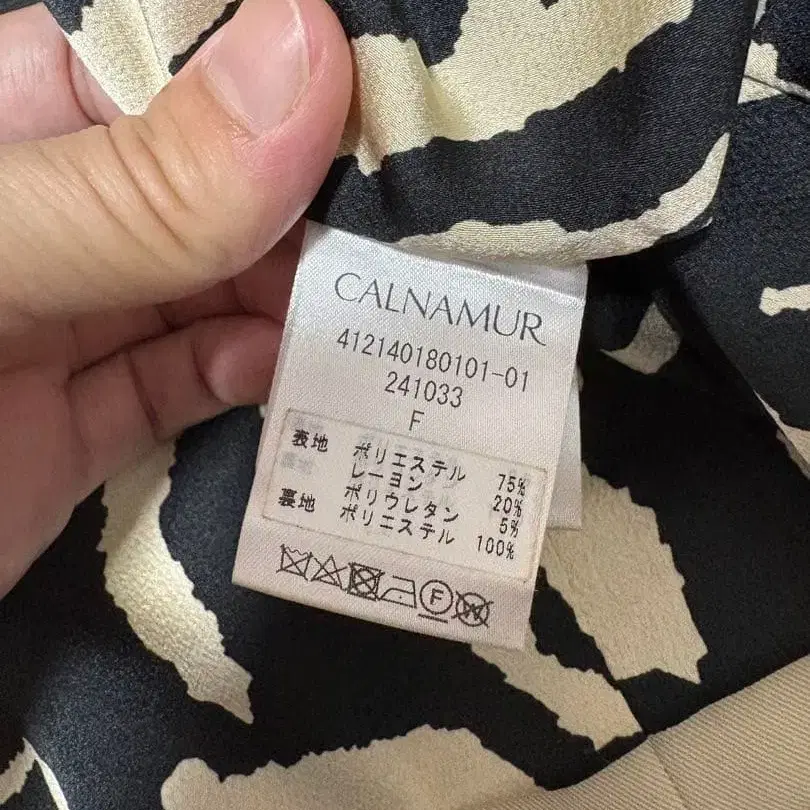 CALNAMUR
412140180101-01
241033
F
表地 ポリエステル 75%
レーヨン 20%
ポリウレタン 5%
裏地 ポリエステル 100%
F
W